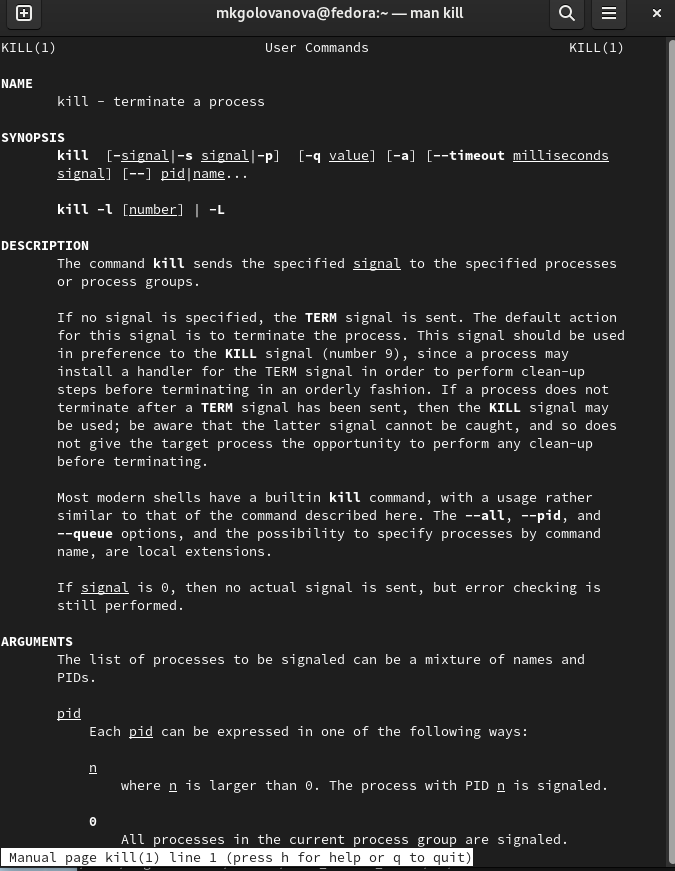 mkgolovanova@fedora:~ — man kill
KILL(1) User Commands KILL(1)
NAME
kill - terminate a process
SYNOPSIS
kill [-signal|-s signal|-p] [-q value] [-a] [--timeout milliseconds
signal] [--] pid|name...
kill -l [number] | -L
DESCRIPTION
The command kill sends the specified signal to the specified processes
or process groups.
If no signal is specified, the TERM signal is sent. The default action
for this signal is to terminate the process. This signal should be used
in preference to the KILL signal (number 9), since a process may
install a handler for the TERM signal in order to perform clean-up
steps before terminating in an orderly fashion. If a process does not
terminate after a TERM signal has been sent, then the KILL signal may
be used; be aware that the latter signal cannot be caught, and so does
not give the target process the opportunity to perform any clean-up
before terminating.
Most modern shells have a builtin kill command, with a usage rather
similar to that of the command described here. The --all, --pid, and
--queue options, and the possibility to specify processes by command
name, are local extensions.
If signal is 0, then no actual signal is sent, but error checking is
still performed.
ARGUMENTS
The list of processes to be signaled can be a mixture of names and
PIDs.
pid
Each pid can be expressed in one of the following ways:
n
where n is larger than 0. The process with PID n is signaled.
0
All processes in the current process group are signaled.
Manual page kill(1) line 1 (press h for help or q to quit)